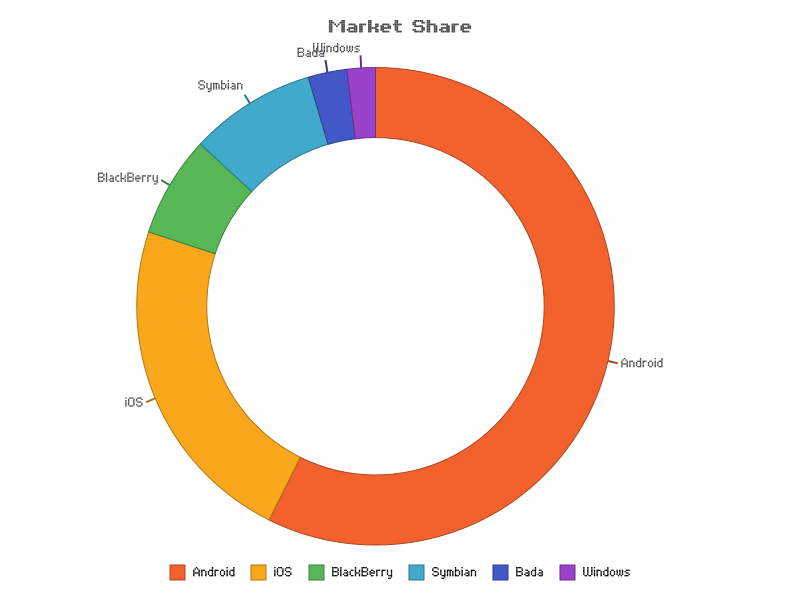 Market Share
Windows
Bada
Symbian
BlackBerry
Android
iOS
Android iOS BlackBerry Symbian Bada Windows